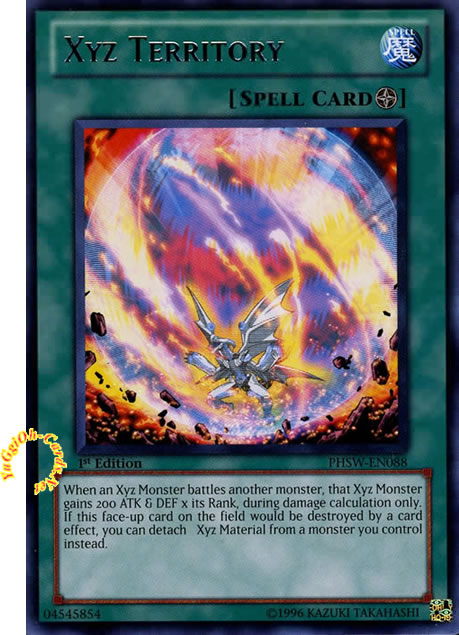 Xyz Territory
SPELL
魔
[Spell Card]
YuGgiOh-Cards.Net
1st Edition
PHSW-EN088
When an Xyz Monster battles another monster, that Xyz Monster
gains 200 ATK & DEF x its Rank, during damage calculation only.
If this face-up card on the field would be destroyed by a card
effect, you can detach Xyz Material from a monster you control
instead.
04545854
©1996 KAZUKI TAKAHASHI